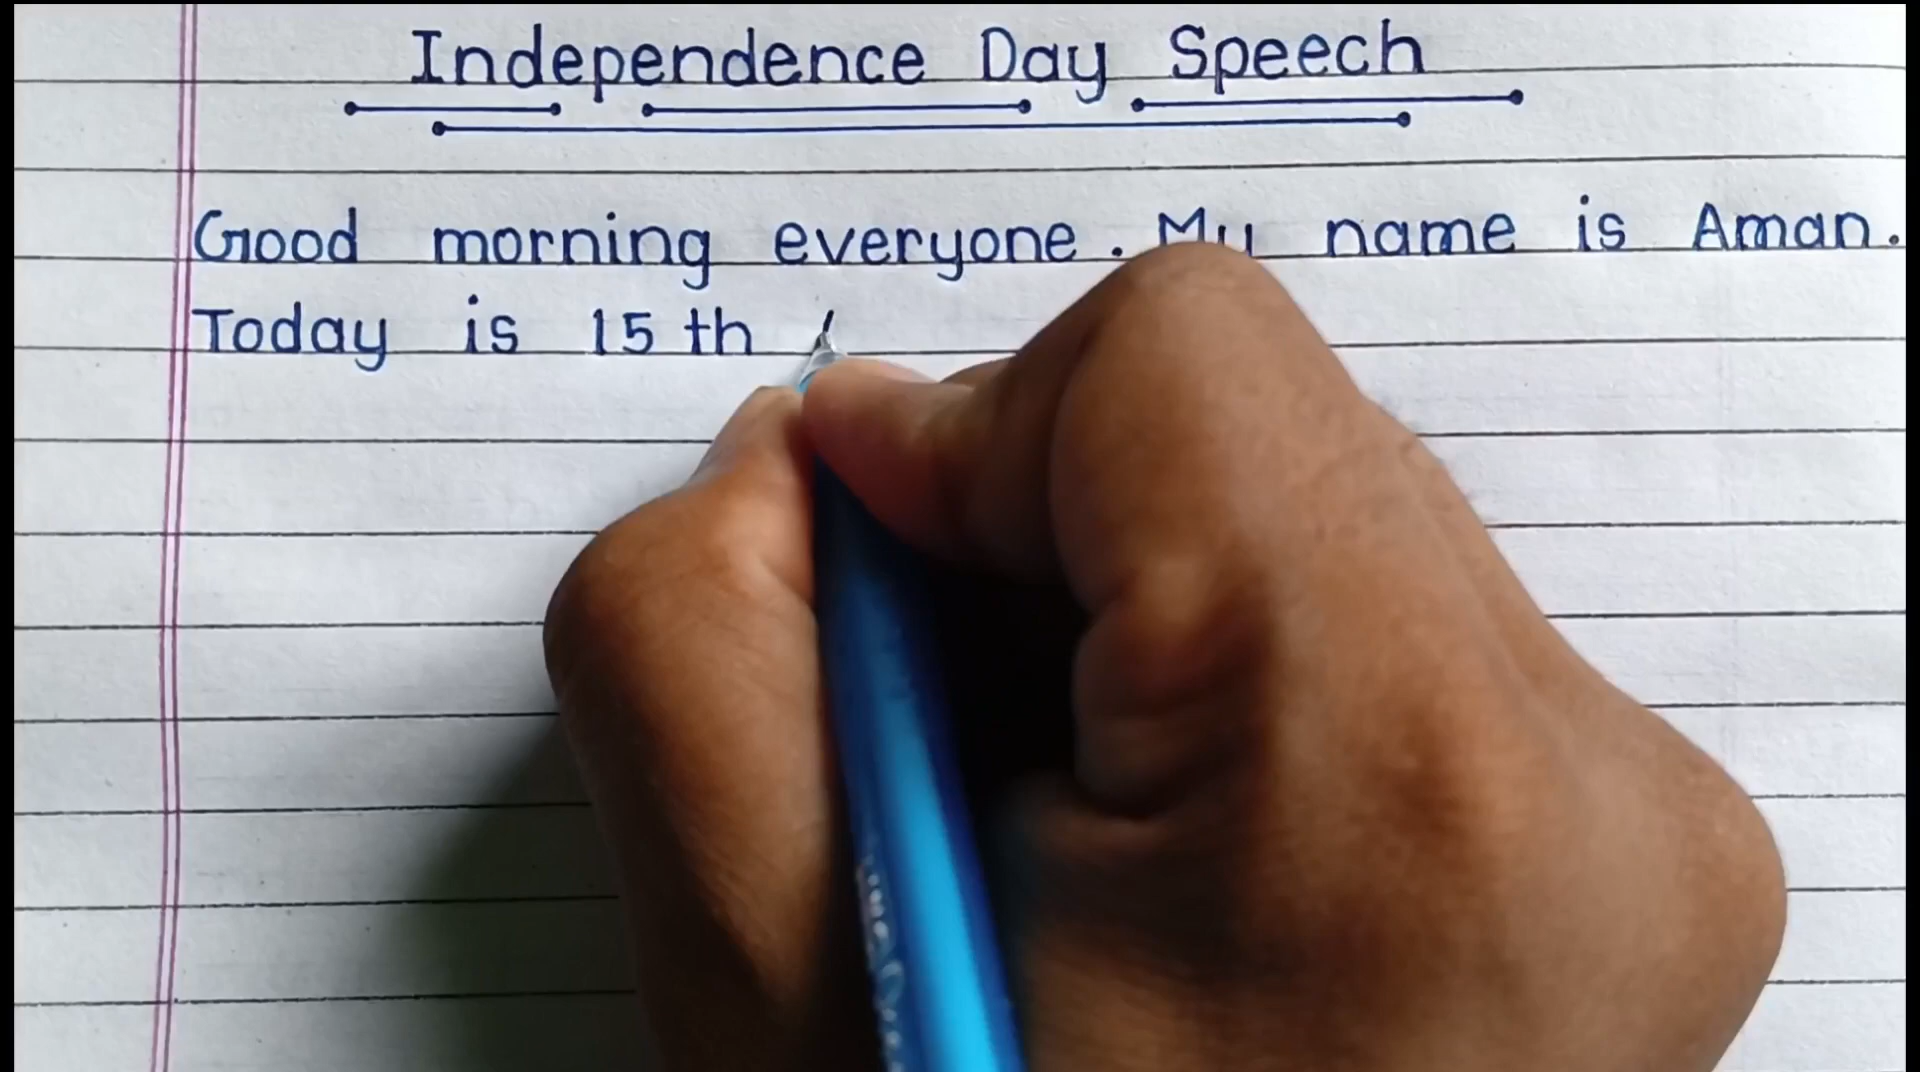 Independence Day Speech
Good morning everyone. My name is Aman.
Today is 15 th